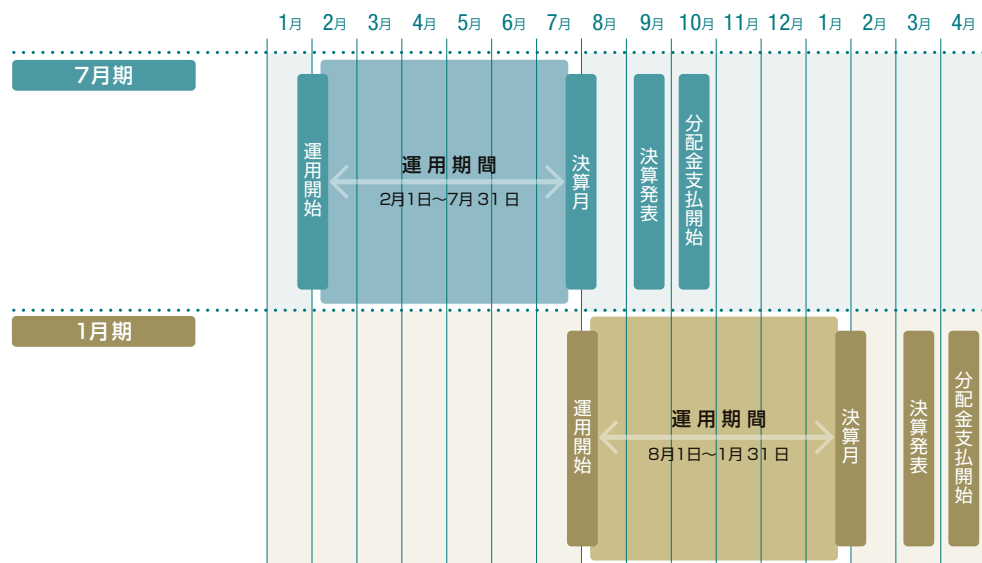 1月 2月 3月 4月 5月 6月 7月 8月 9月 10月 11月 12月 1月 2月 3月 4月
7月期
運用開始
運用期間
2月1日〜7月31日
決算月
決算発表
分配金支払開始
1月期
運用開始
運用期間
8月1日〜1月31日
決算月
決算発表
分配金支払開始